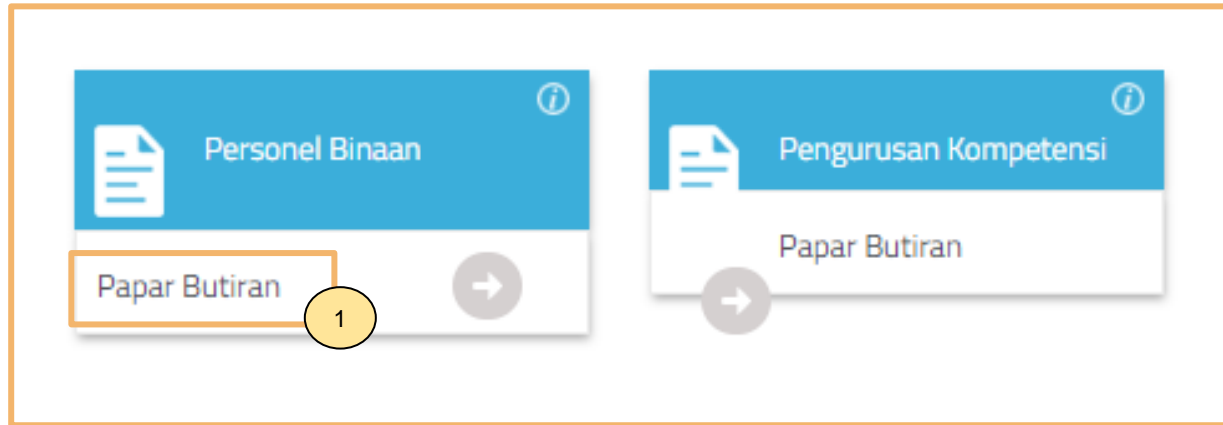 Personel Binaan
Papar Butiran
1
Pengurusan Kompetensi
Papar Butiran